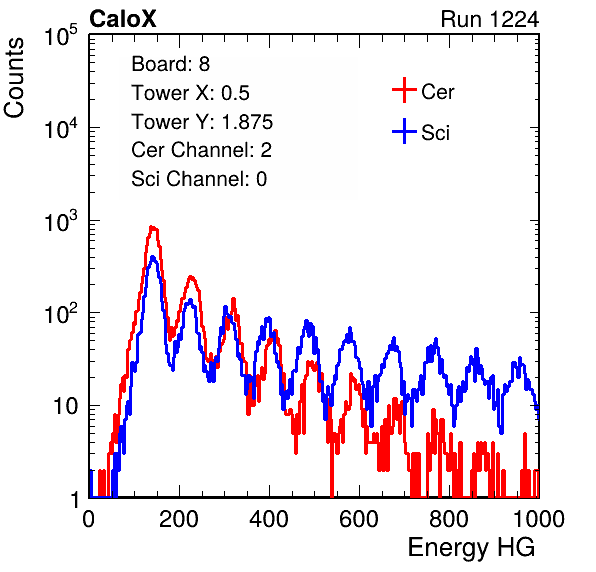 CaloX Run 1224
Counts
10^5
10^4
10^3
10^2
10
1
Board: 8
Tower X: 0.5
Tower Y: 1.875
Cer Channel: 2
Sci Channel: 0
Cer
Sci
0 200 400 600 800 1000
Energy HG